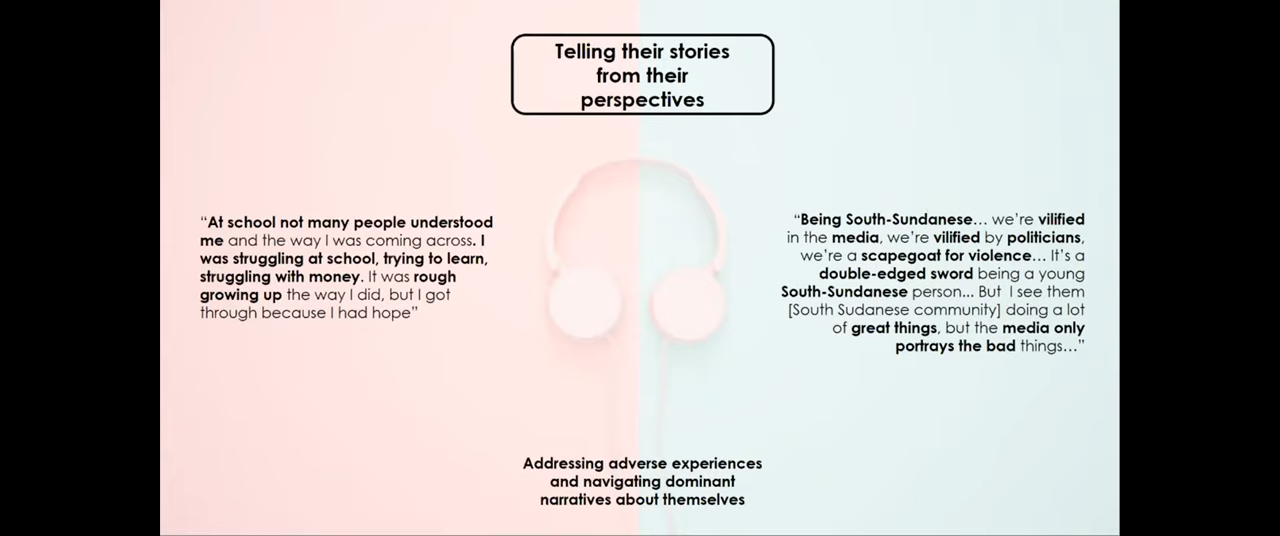 Telling their stories
from their
perspectives
“At school not many people understood
me and the way I was coming across. I
was struggling at school, trying to learn,
struggling with money. It was rough
growing up the way I did, but I got
through because I had hope”
“Being South-Sundanese… we’re vilified
in the media, we’re vilified by politicians,
we’re a scapegoat for violence… It’s a
double-edged sword being a young
South-Sundanese person... But I see them
[South Sudanese community] doing a lot
of great things, but the media only
portrays the bad things…”
Addressing adverse experiences
and navigating dominant
narratives about themselves